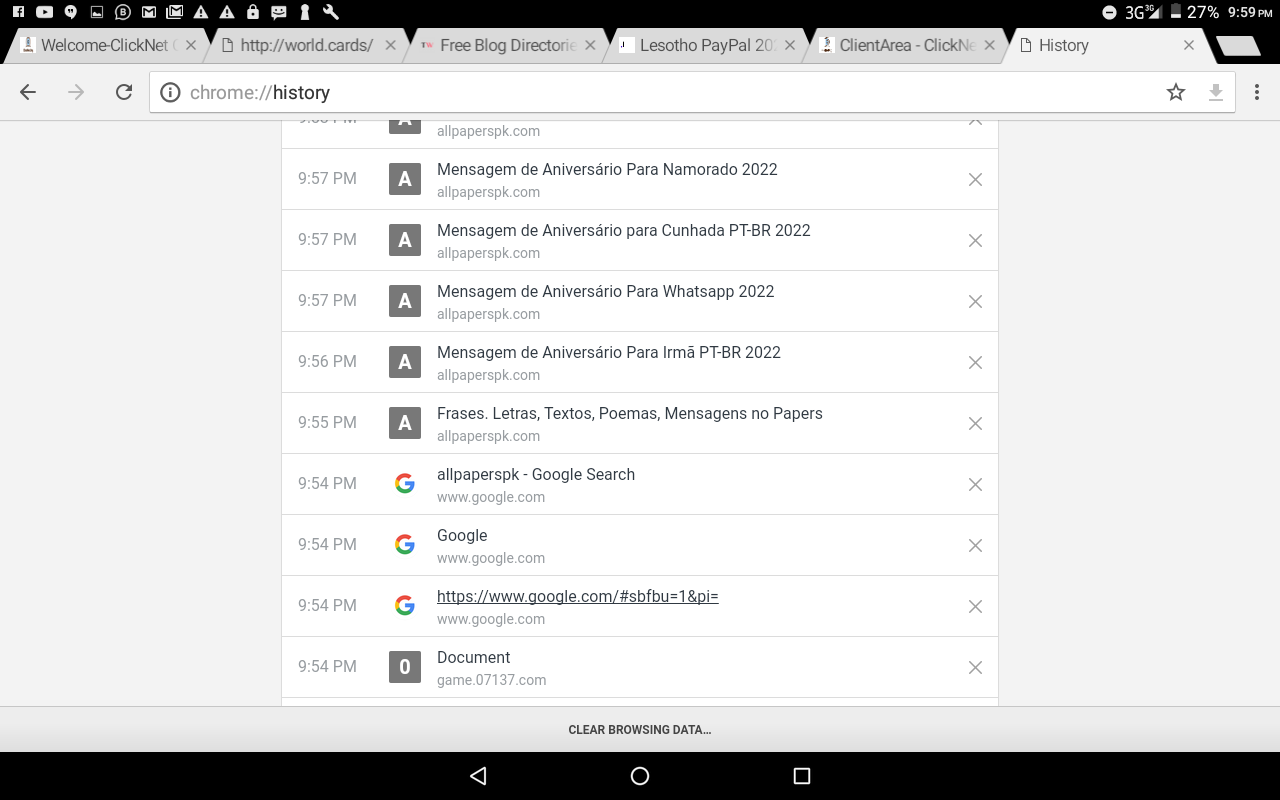 3G 3G 27% 9:59 PM
Welcome-ClickNet
http://world.cards/
Free Blog Directorie
Lesotho PayPal 20
ClientArea - ClickNe
History
chrome://history
allpaperspk.com
9:57 PM A Mensagem de Aniversário Para Namorado 2022
allpaperspk.com
9:57 PM A Mensagem de Aniversário para Cunhada PT-BR 2022
allpaperspk.com
9:57 PM A Mensagem de Aniversário Para Whatsapp 2022
allpaperspk.com
9:56 PM A Mensagem de Aniversário Para Irmã PT-BR 2022
allpaperspk.com
9:55 PM A Frases. Letras, Textos, Poemas, Mensagens no Papers
allpaperspk.com
9:54 PM allpaperspk - Google Search
www.google.com
9:54 PM Google
www.google.com
9:54 PM https://www.google.com/#sbfbu=1&pi=
www.google.com
9:54 PM 0 Document
game.07137.com
CLEAR BROWSING DATA...